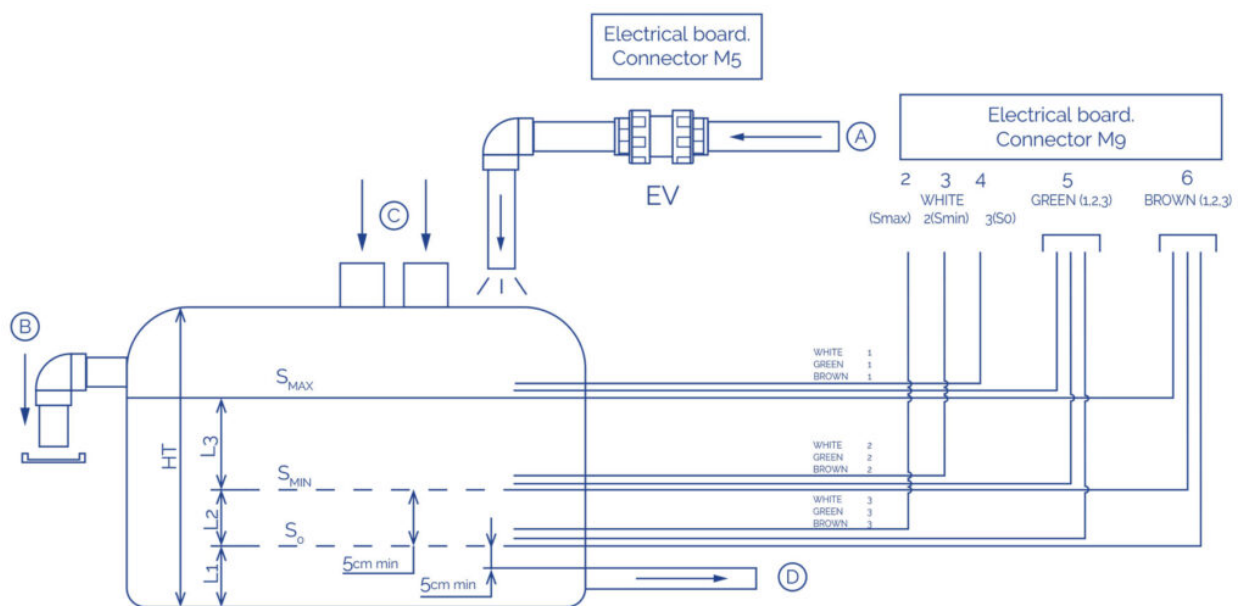 Electrical board.
Connector M5
Electrical board.
Connector M9
A
EV
2 3 4 5 6
WHITE GREEN (1,2,3) BROWN (1,2,3)
(Smax) 2(Smin) 3(S0)
C
B
WHITE 1
GREEN 1
BROWN 1
SMAX
HT
L3
WHITE 2
GREEN 2
BROWN 2
SMIN
L2
WHITE 3
GREEN 3
BROWN 3
S0
L1
5cm min
5cm min
D